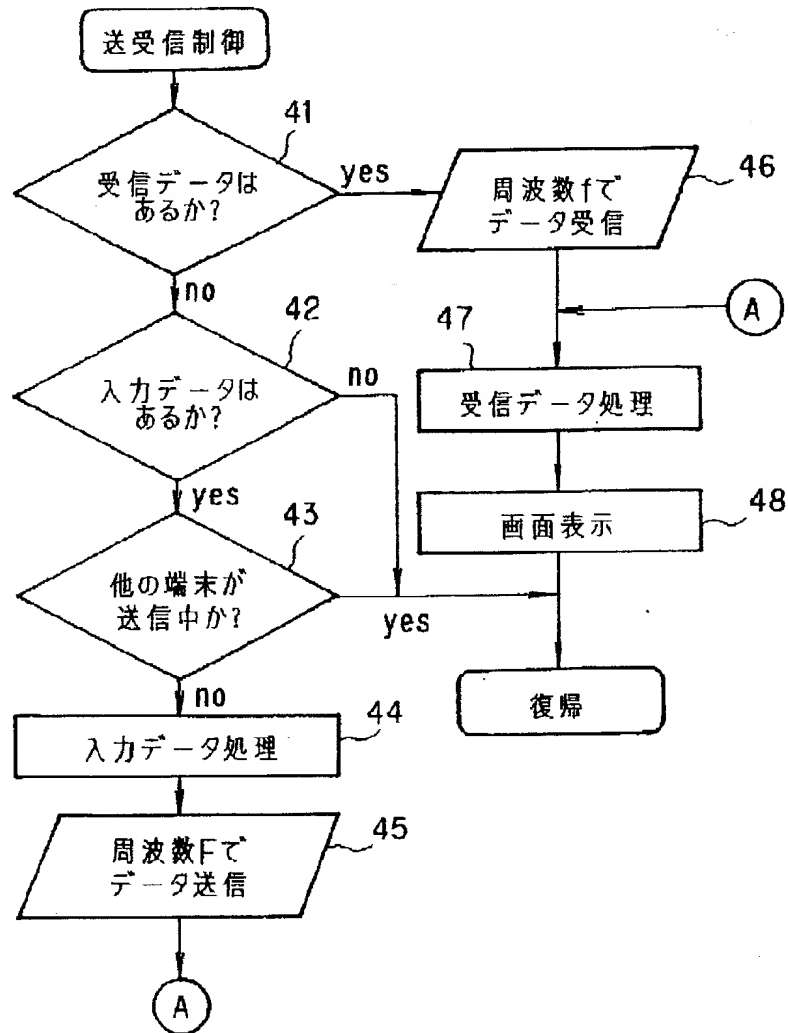 送受信制御
41
受信データは
あるか?
yes
no
周波数fで
データ受信
46
A
42
入力データは
あるか?
no
yes
47
受信データ処理
画面表示
48
43
他の端末が
送信中か?
yes
no
復帰
入力データ処理
44
周波数Fで
データ送信
45
A